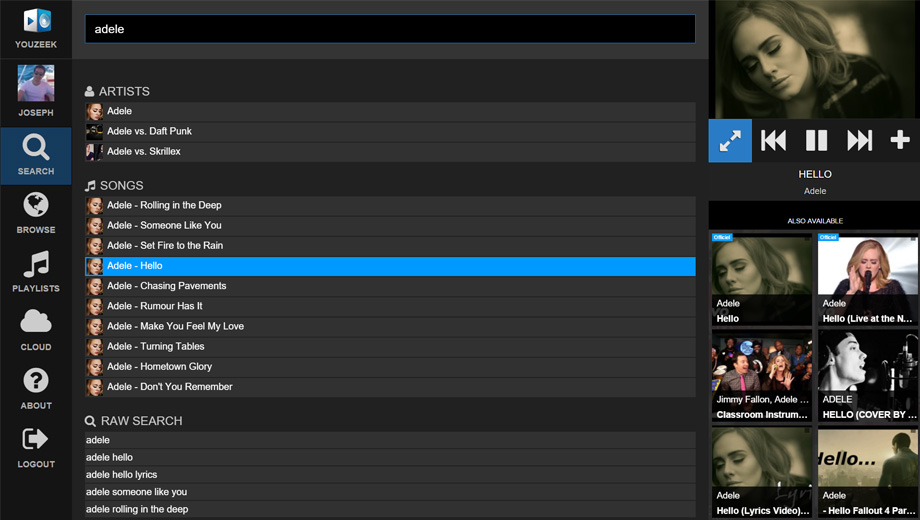 YOUZEEK
JOSEPH
SEARCH
BROWSE
PLAYLISTS
CLOUD
ABOUT
LOGOUT
adele
ARTISTS
Adele
Adele vs. Daft Punk
Adele vs. Skrillex
SONGS
Adele - Rolling in the Deep
Adele - Someone Like You
Adele - Set Fire to the Rain
Adele - Hello
Adele - Chasing Pavements
Adele - Rumour Has It
Adele - Make You Feel My Love
Adele - Turning Tables
Adele - Hometown Glory
Adele - Don't You Remember
RAW SEARCH
adele
adele hello
adele hello lyrics
adele someone like you
adele rolling in the deep
HELLO
Adele
ALSO AVAILABLE
Officiel
Adele
Hello
Officiel
Adele
Hello (Live at the N...
Jimmy Fallon, Adele ...
Classroom Instrum...
ADELE
HELLO (COVER BY ...
Adele
Hello (Lyrics Video)...
dello...
Adele
- Hello Fallout 4 Par...